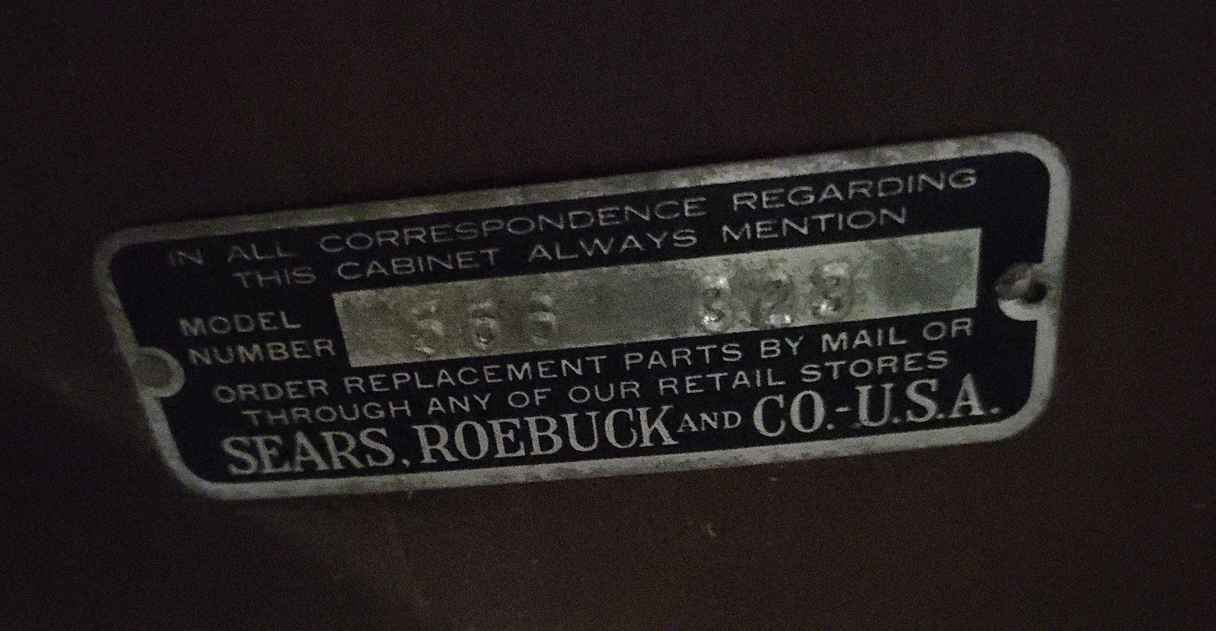 IN ALL CORRESPONDENCE REGARDING
THIS CABINET ALWAYS MENTION
MODEL
NUMBER 566 328
ORDER REPLACEMENT PARTS BY MAIL OR
THROUGH ANY OF OUR RETAIL STORES
SEARS, ROEBUCK AND CO.-U.S.A.